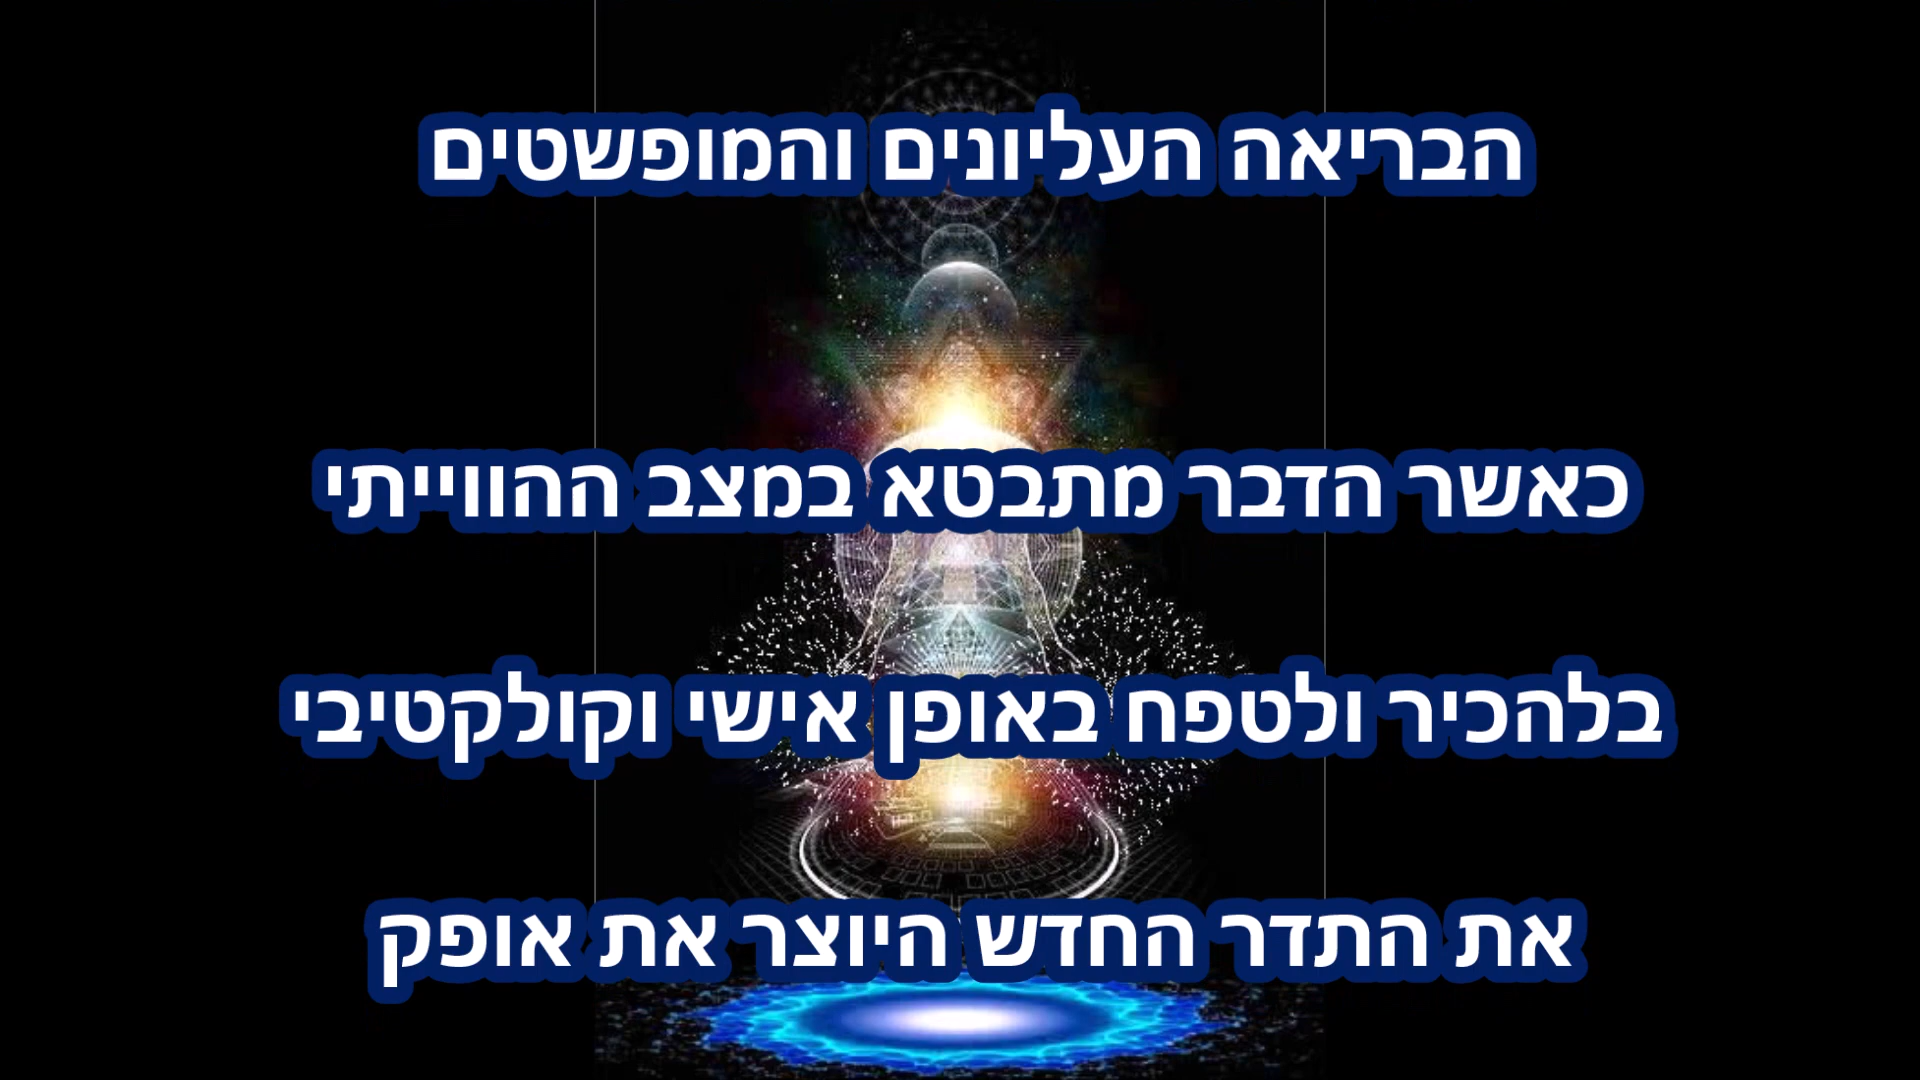 הבריאה העליונים והמופשטים
כאשר הדבר מתבטא במצב ההווייתי
בלהכיר ולטפח באופן אישי וקולקטיבי
את התדר החדש היוצר את אופק